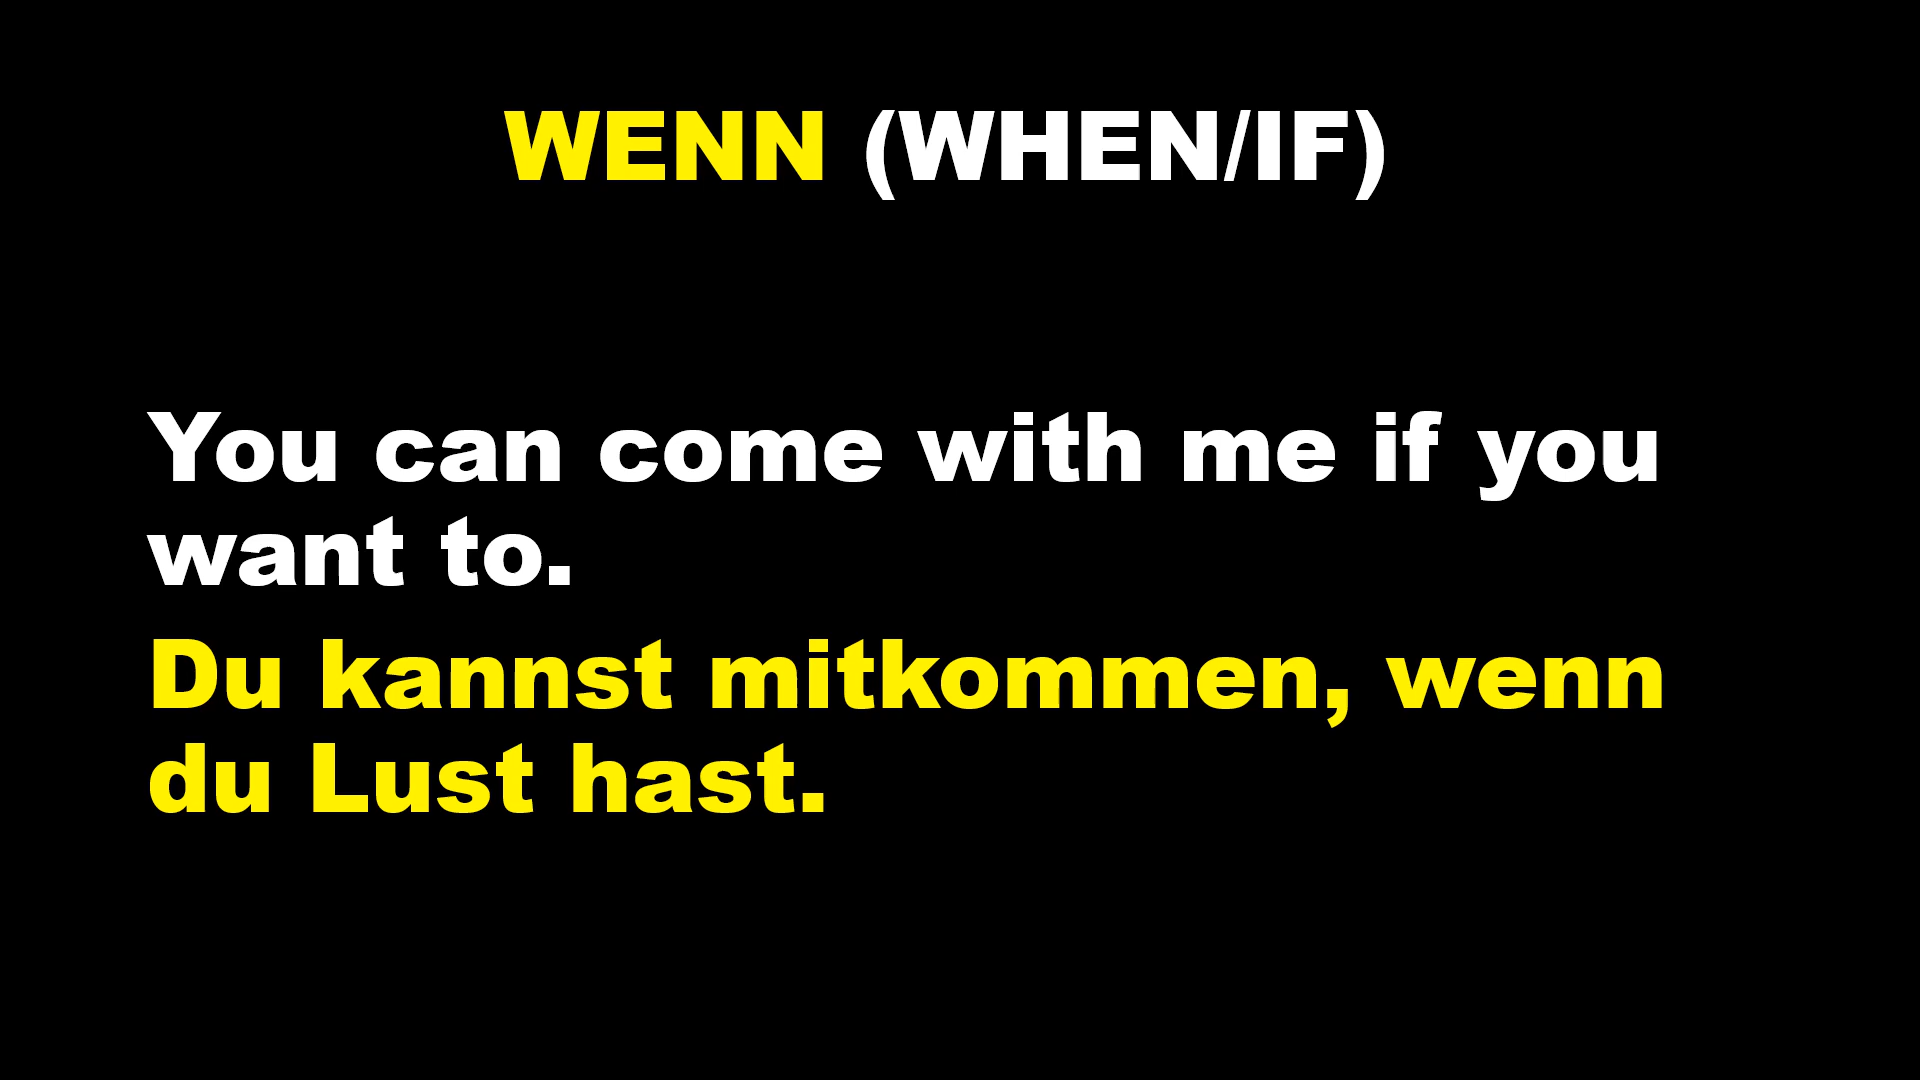 WENN (WHEN/IF)
You can come with me if you
want to.
Du kannst mitkommen, wenn
du Lust hast.